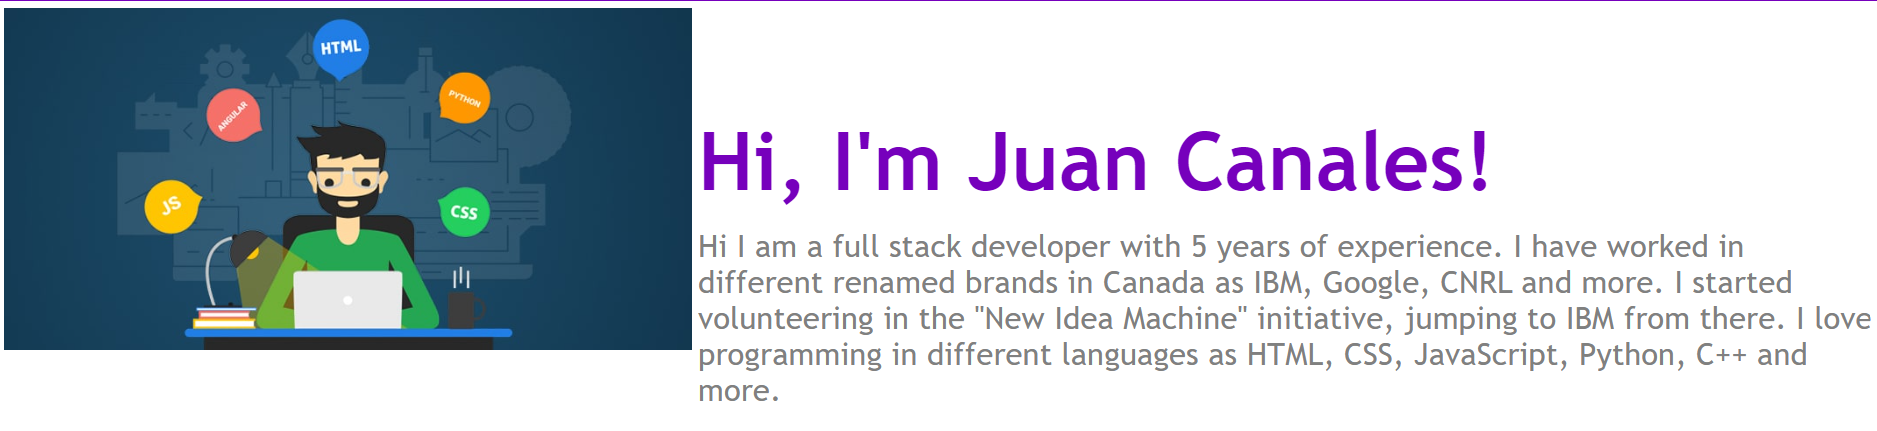 HTML
PYTHON
ANGULAR
JS
CSS
Hi, I'm Juan Canales!
Hi I am a full stack developer with 5 years of experience. I have worked in
different renamed brands in Canada as IBM, Google, CNRL and more. I started
volunteering in the "New Idea Machine" initiative, jumping to IBM from there. I love
programming in different languages as HTML, CSS, JavaScript, Python, C++ and
more.